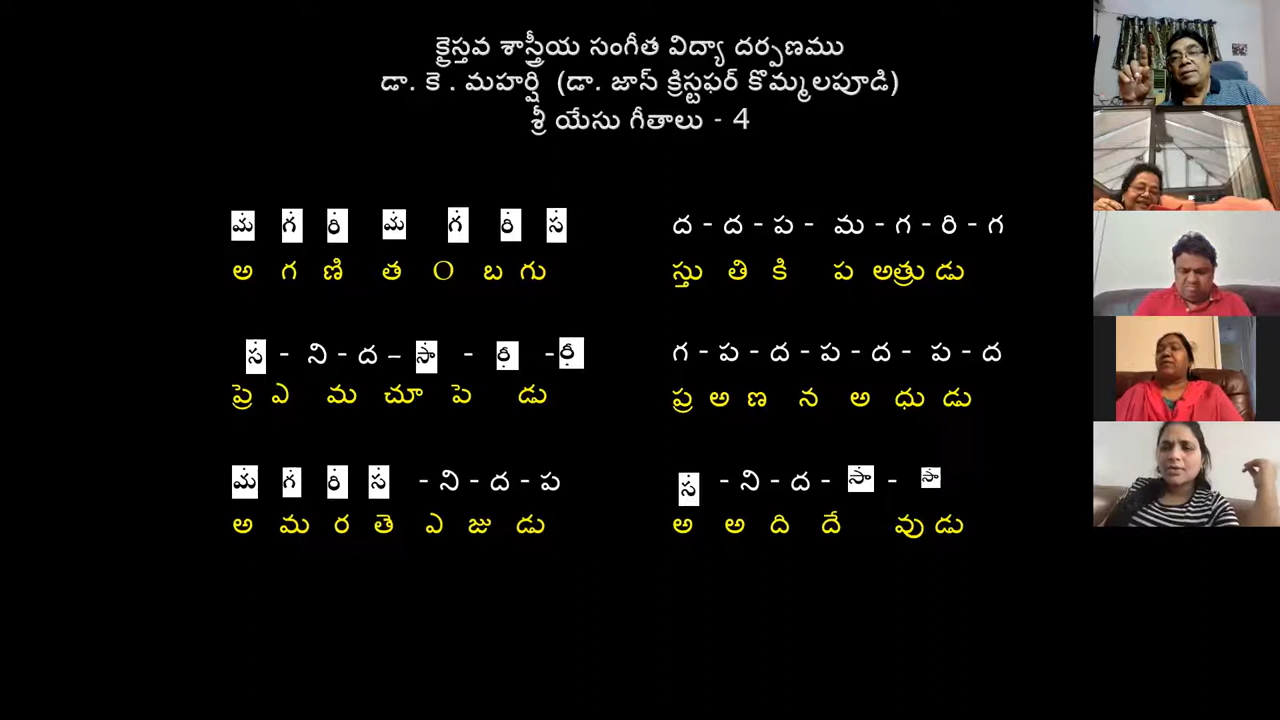 క్రైస్తవ శాస్త్రీయ సంగీత విద్యా దర్పణము
డా. కె . మహర్షి (డా. జాస్ క్రిస్టఫర్ కొమ్మలపూడి)
శ్రీ యేసు గీతాలు - 4
మ గ రి మ గ రి స ద - ద - ప - మ - గ - రి - గ
అ గ ణి త O బ గు స్తు తి కి ప అత్రు డు
స - ని - ద – సా - రీ - రీ గ - ప - ద - ప - ద - ప - ద
ప్రె ఎ మ చూ పె డు ప్ర అ ణ న అ ధు డు
మ గ రి స - ని - ద - ప స - ని - ద - సా - సా
అ మ ర తె ఎ జు డు అ అ ది దే వు డు